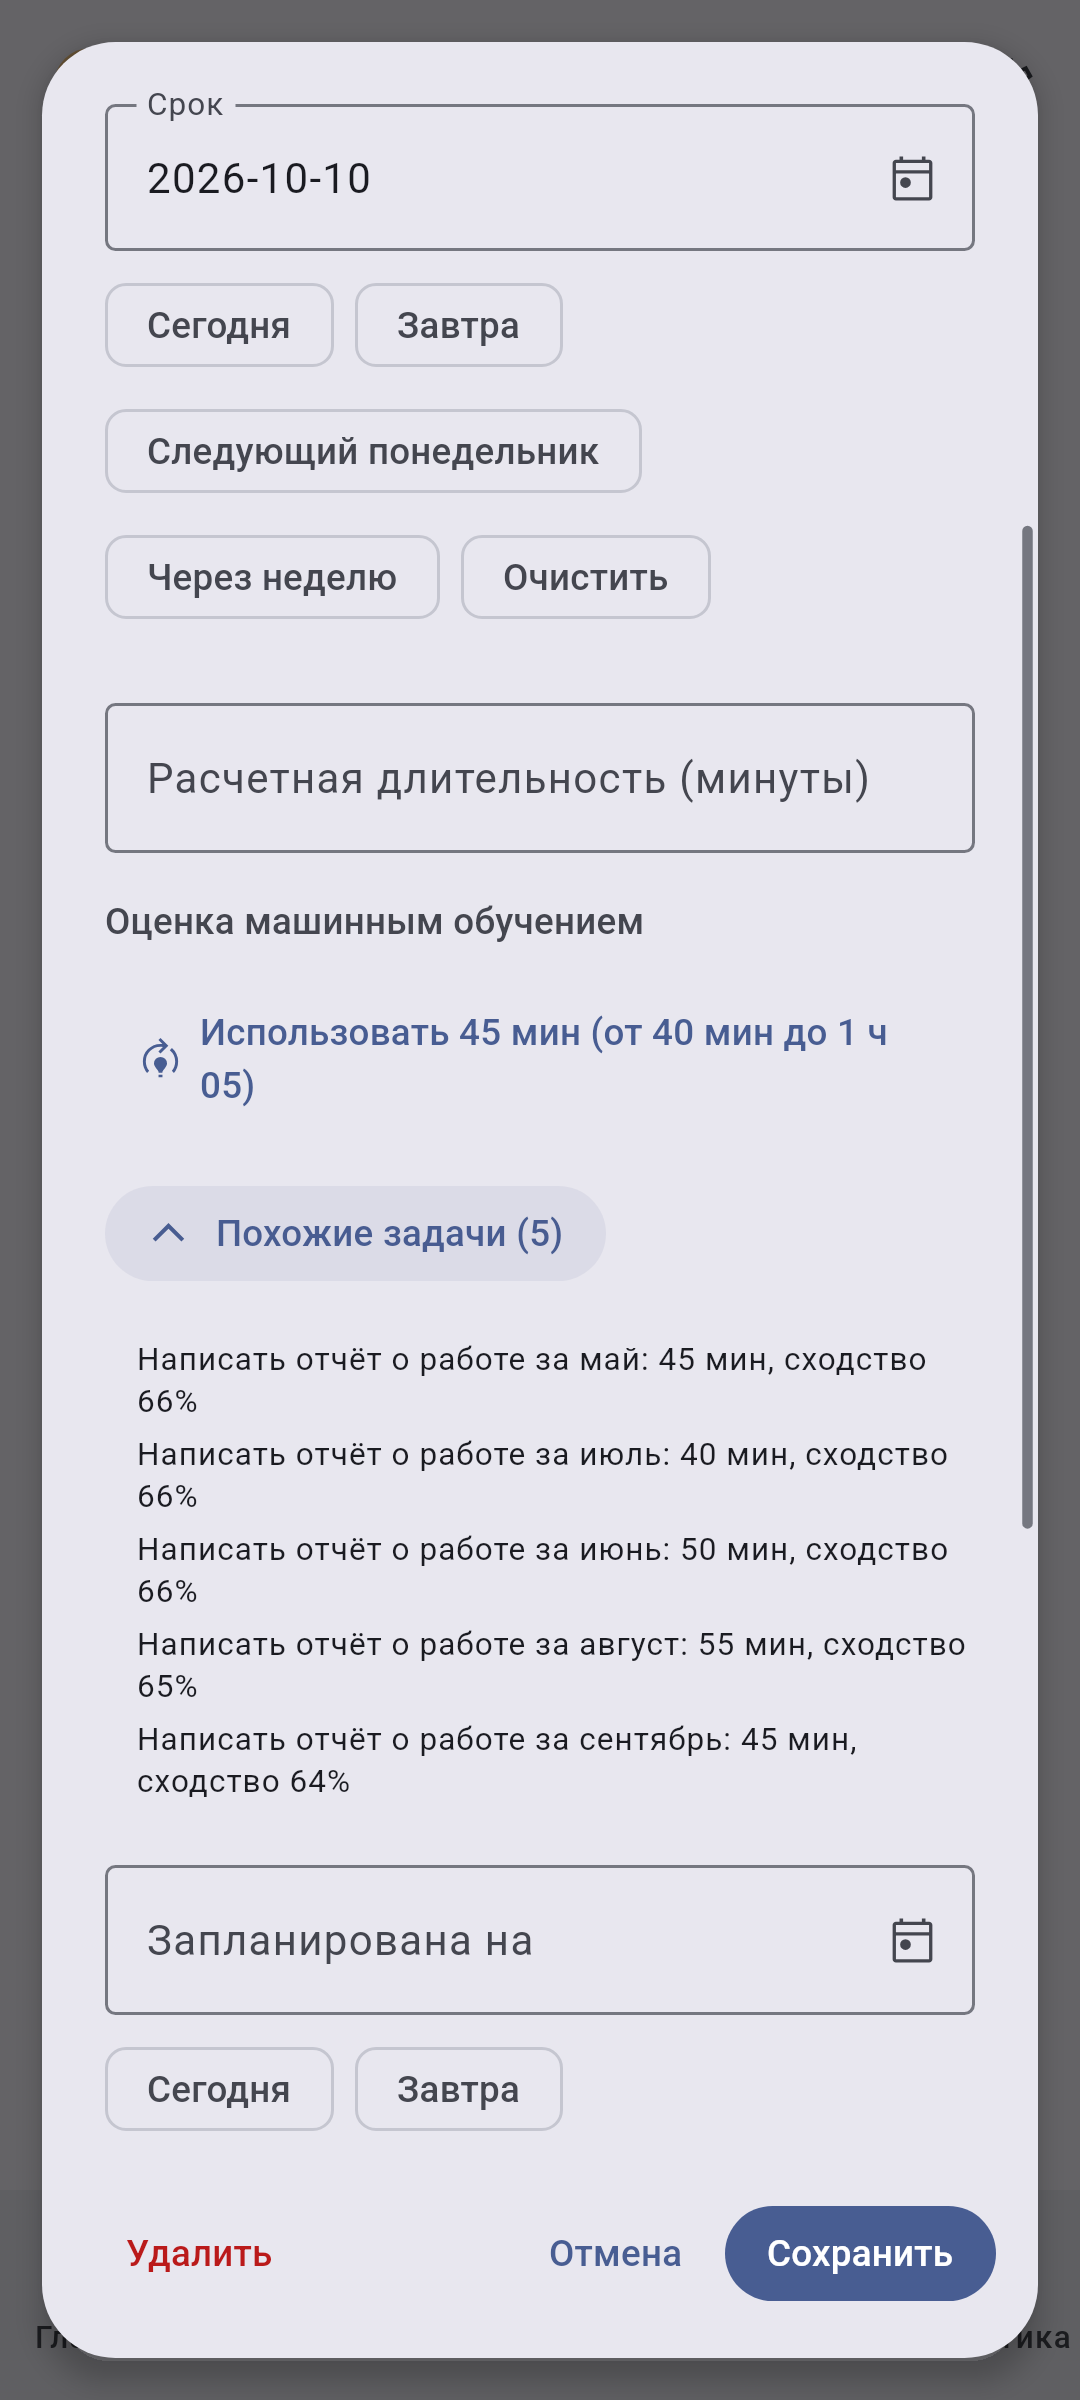 Срок
2026-10-10
Сегодня
Завтра
Следующий понедельник
Через неделю
Очистить
Расчетная длительность (минуты)
Оценка машинным обучением
Использовать 45 мин (от 40 мин до 1 ч
05)
Похожие задачи (5)
Написать отчёт о работе за май: 45 мин, сходство
66%
Написать отчёт о работе за июль: 40 мин, сходство
66%
Написать отчёт о работе за июнь: 50 мин, сходство
66%
Написать отчёт о работе за август: 55 мин, сходство
65%
Написать отчёт о работе за сентябрь: 45 мин,
сходство 64%
Запланирована на
Сегодня
Завтра
Удалить
Отмена
Сохранить